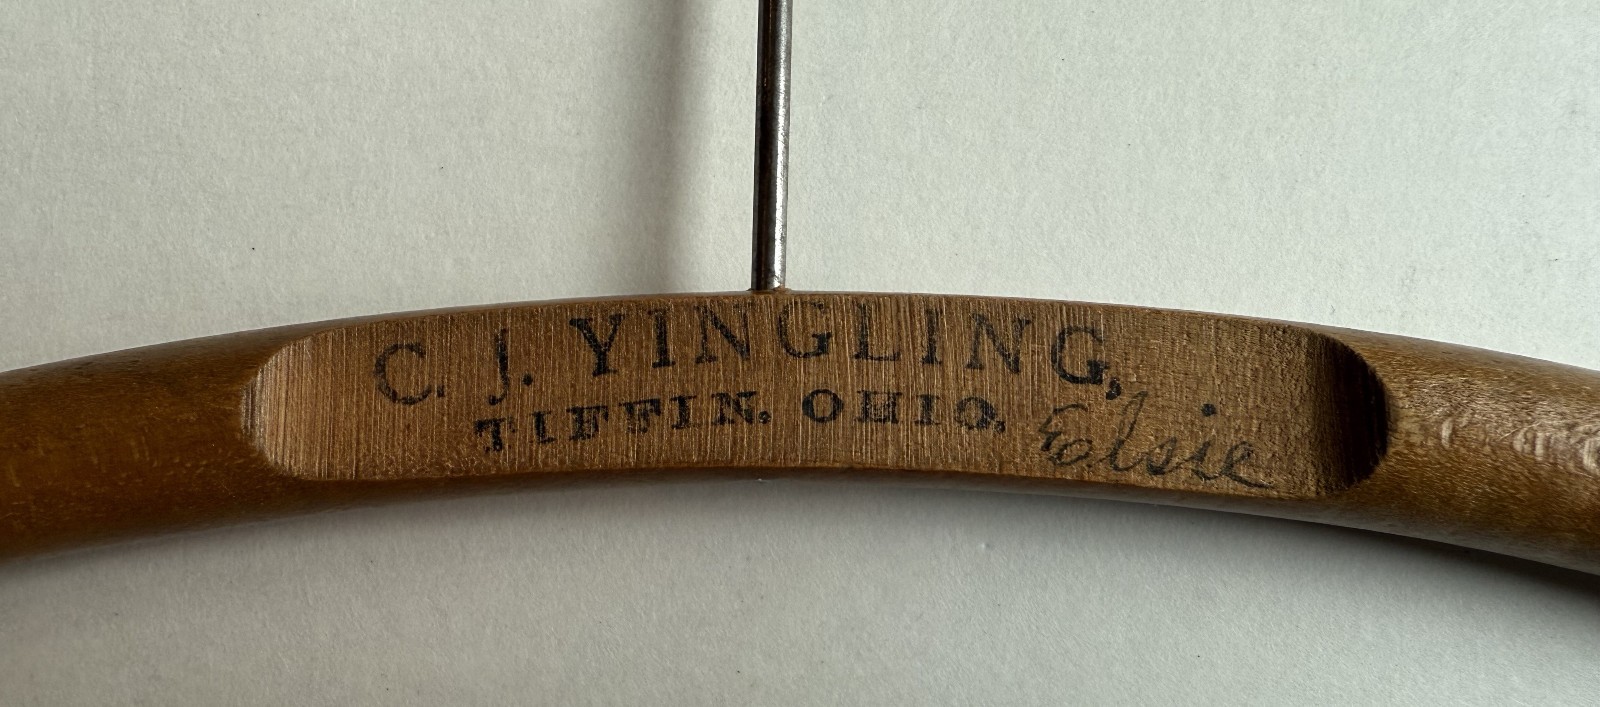 C. J. YINGLING,
TIFFIN, OHIO.
Elsie